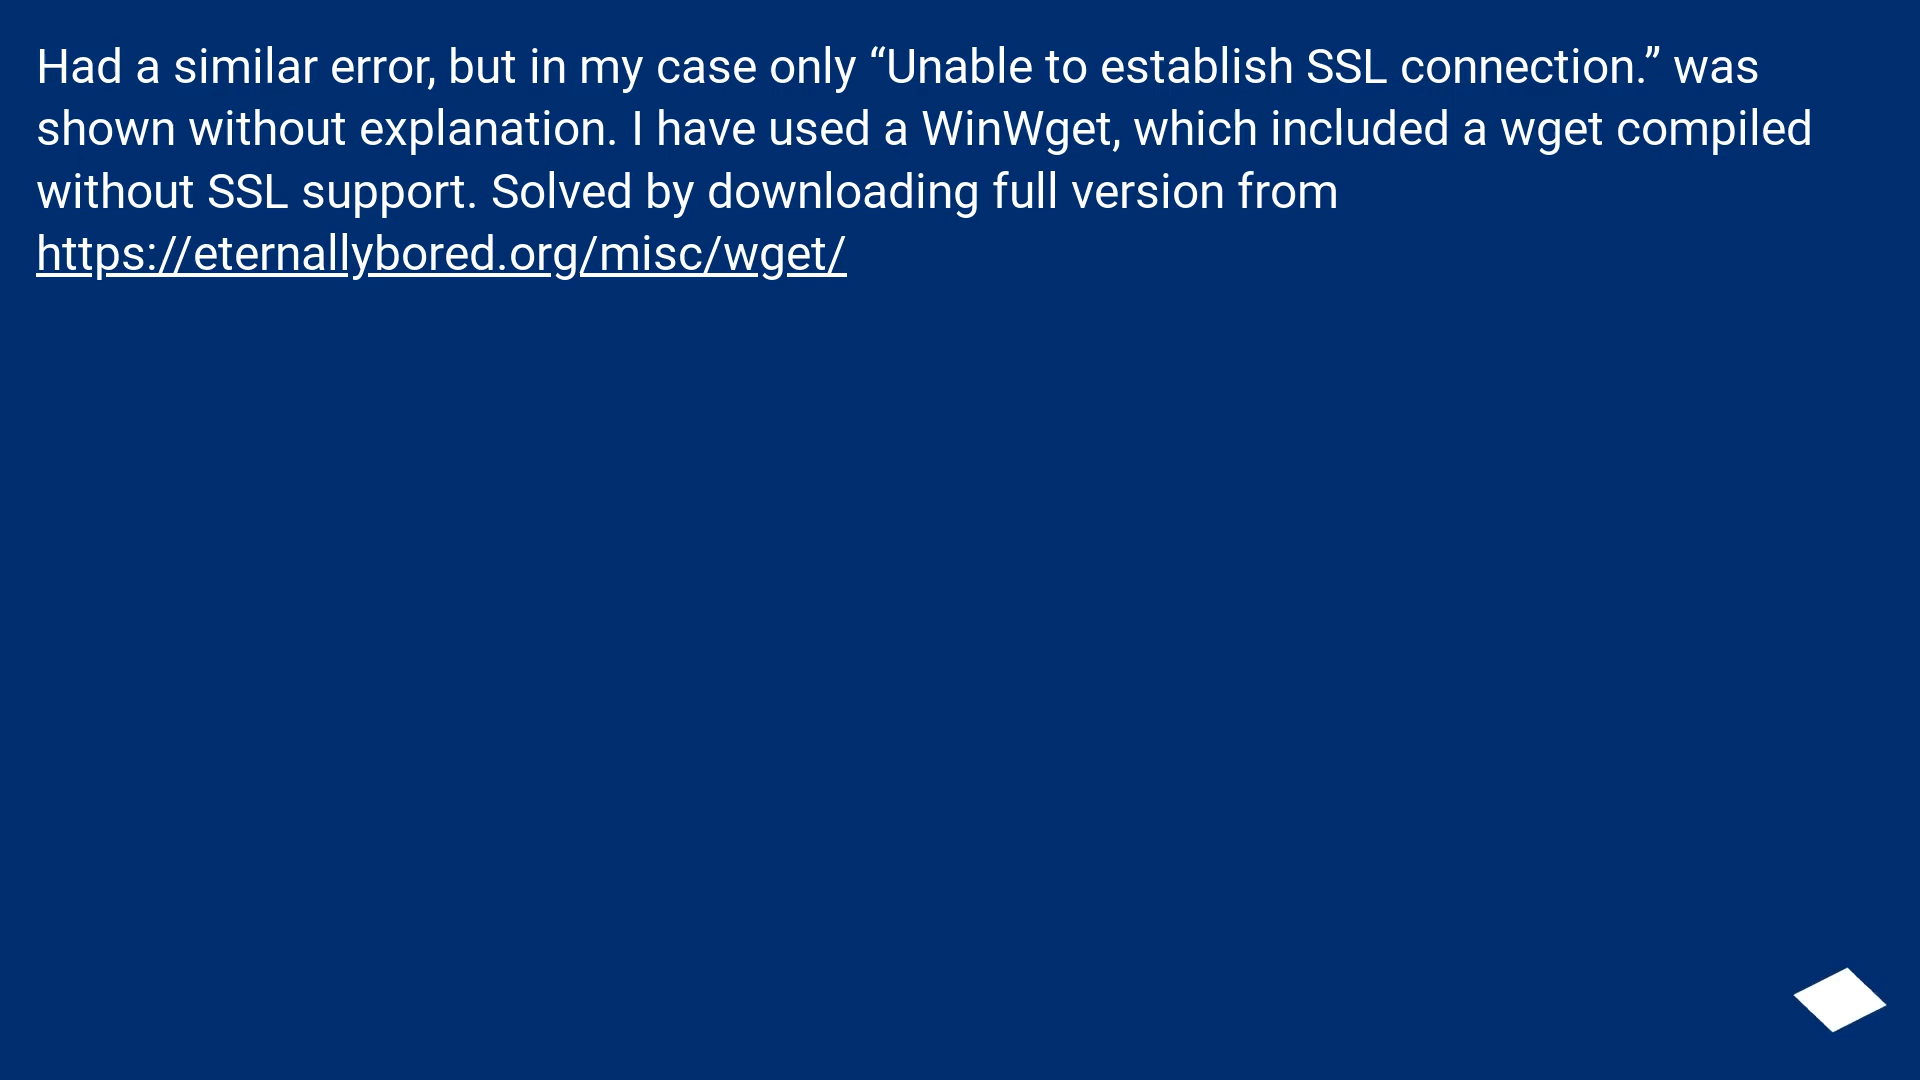 Had a similar error, but in my case only “Unable to establish SSL connection.” was
shown without explanation. I have used a WinWget, which included a wget compiled
without SSL support. Solved by downloading full version from
https://eternallybored.org/misc/wget/